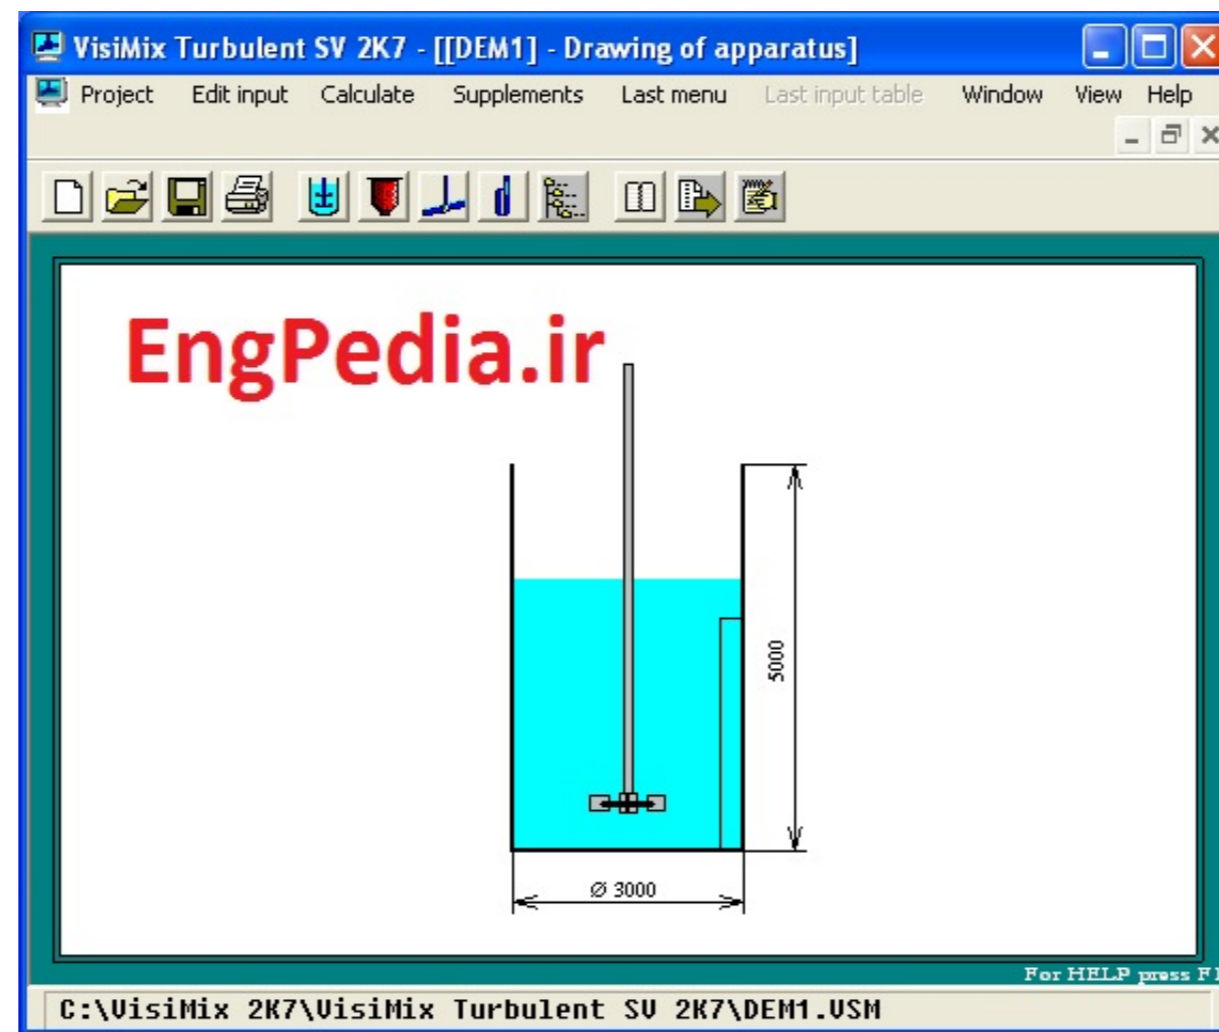 VisiMix Turbulent SV 2K7 - [[DEM1] - Drawing of apparatus]
Project Edit input Calculate Supplements Last menu Last input table Window View Help
EngPedia.ir
5000
Ø 3000
For HELP press F1
C:\VisiMix 2K7\VisiMix Turbulent SV 2K7\DEM1.VSM